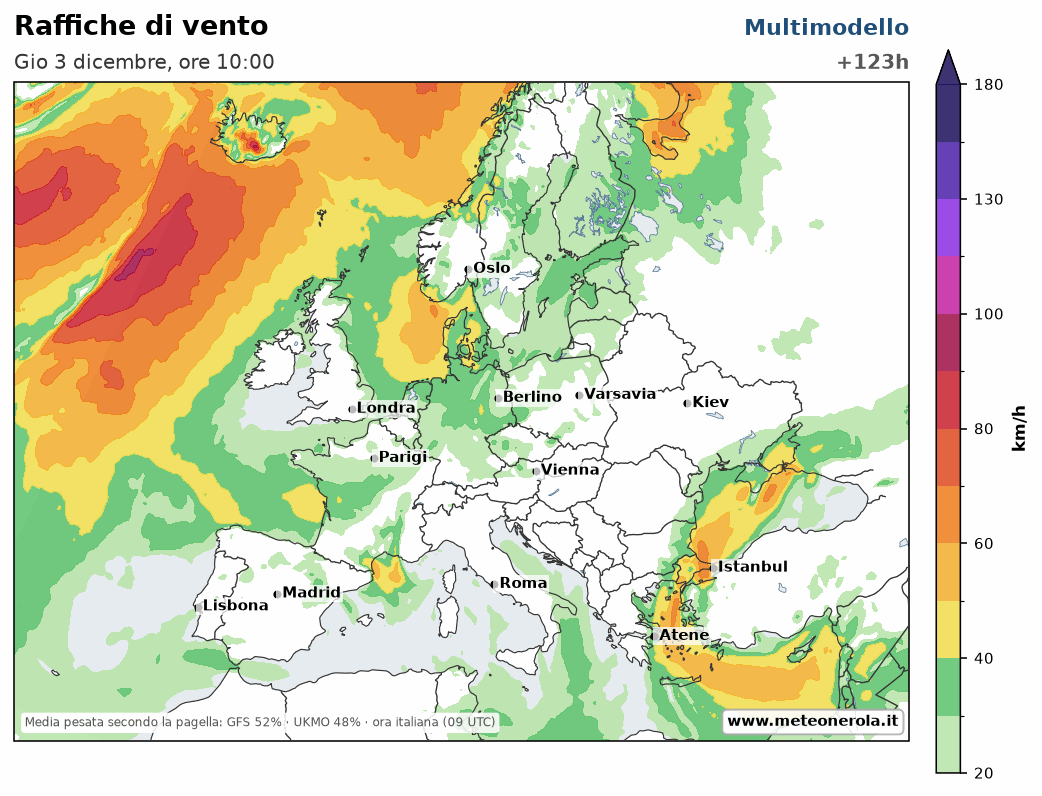 Raffiche di vento
Multimodello
Gio 3 dicembre, ore 10:00
+123h
180
130
100
80
60
40
20
km/h
Oslo
Londra
Berlino
Varsavia
Kiev
Parigi
Vienna
Istanbul
Roma
Madrid
Lisbona
Atene
Media pesata secondo la pagella: GFS 52% · UKMO 48% · ora italiana (09 UTC)
www.meteonerola.it